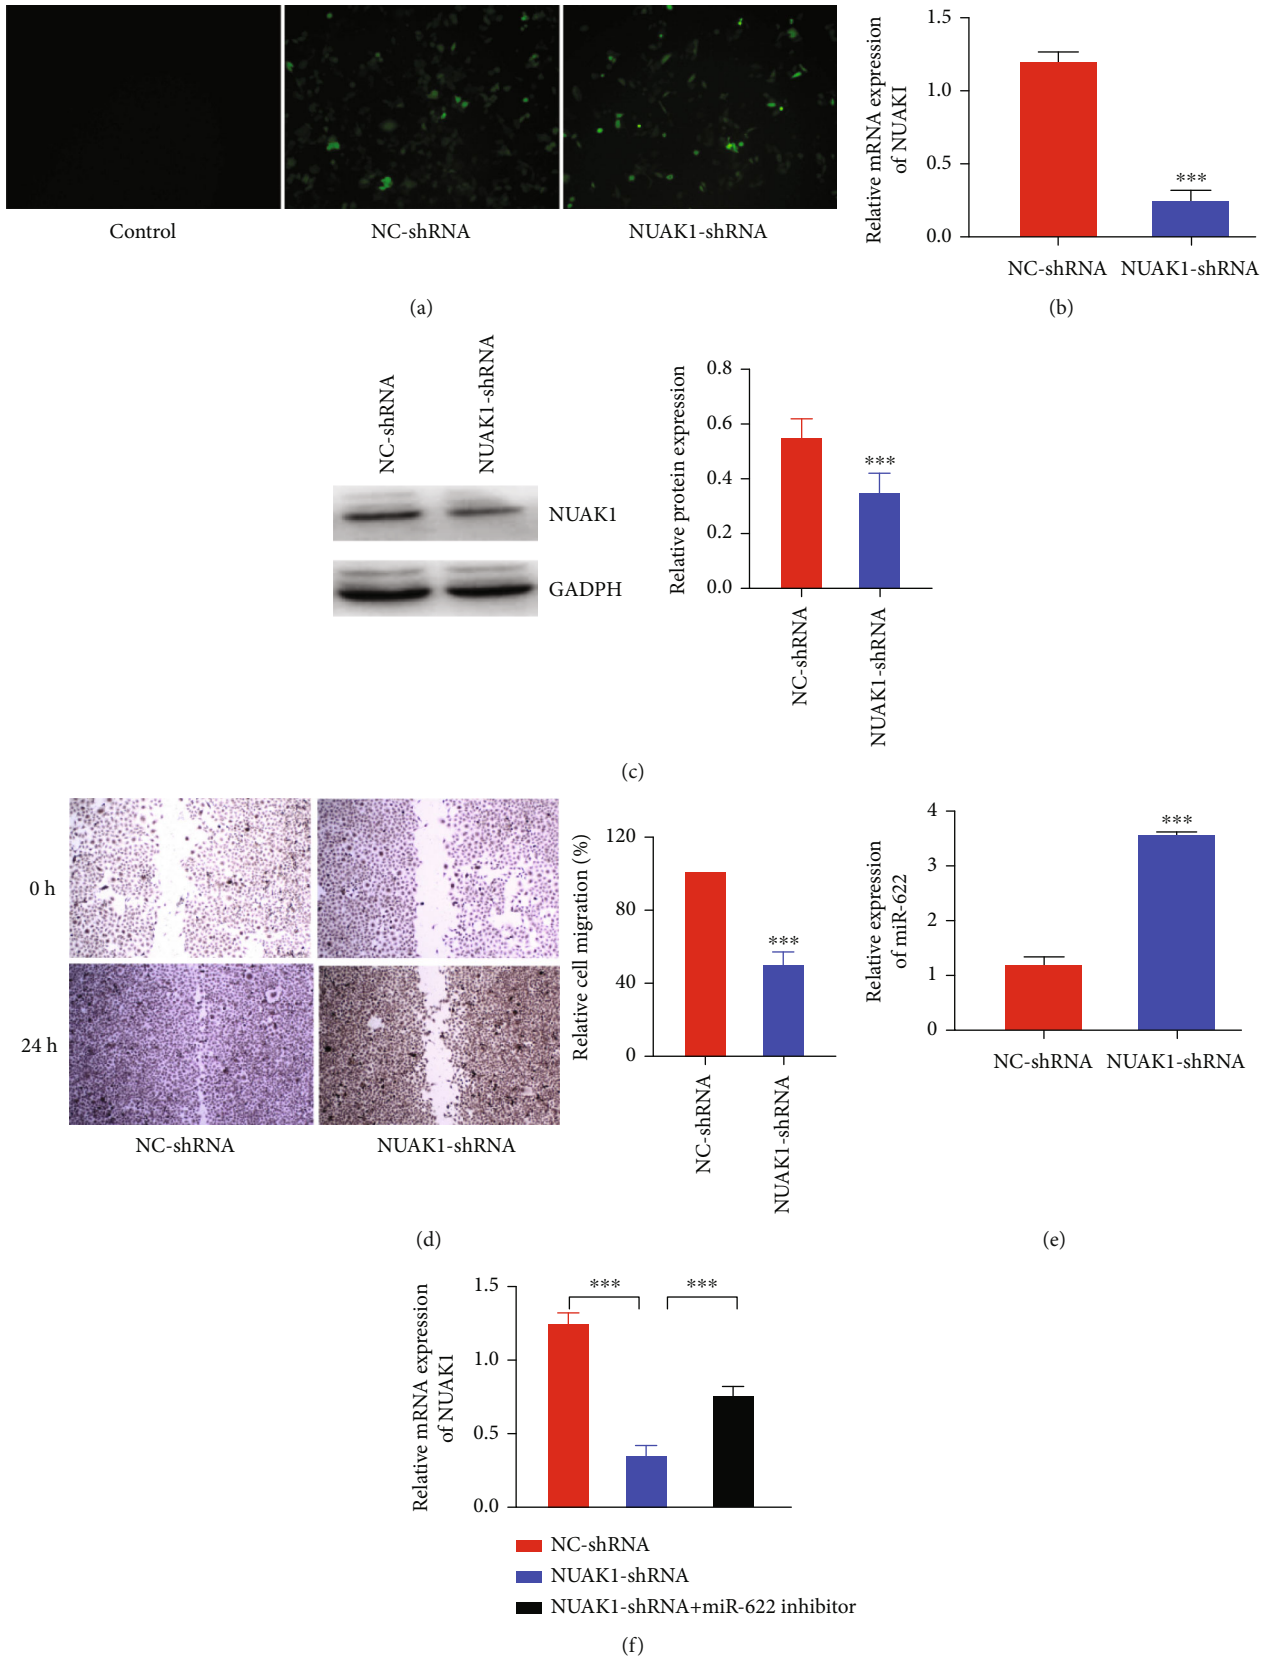 Control
NC-shRNA
NUAK1-shRNA
(a)
Relative mRNA expression
of NUAKI
1.5
1.0
0.5
0.0
***
NC-shRNA
NUAK1-shRNA
(b)
NC-shRNA
NUAK1-shRNA
NUAK1
GADPH
Relative protein expression
0.8
0.6
0.4
0.2
0.0
***
NC-shRNA
NUAK1-shRNA
(c)
0 h
24 h
NC-shRNA
NUAK1-shRNA
Relative cell migration (%)
120
80
40
0
***
NC-shRNA
NUAK1-shRNA
(d)
Relative expression
of miR-622
4
3
2
1
0
***
NC-shRNA
NUAK1-shRNA
(e)
Relative mRNA expression
of NUAK1
1.5
1.0
0.5
0.0
***
***
NC-shRNA
NUAK1-shRNA
NUAK1-shRNA+miR-622 inhibitor
(f)